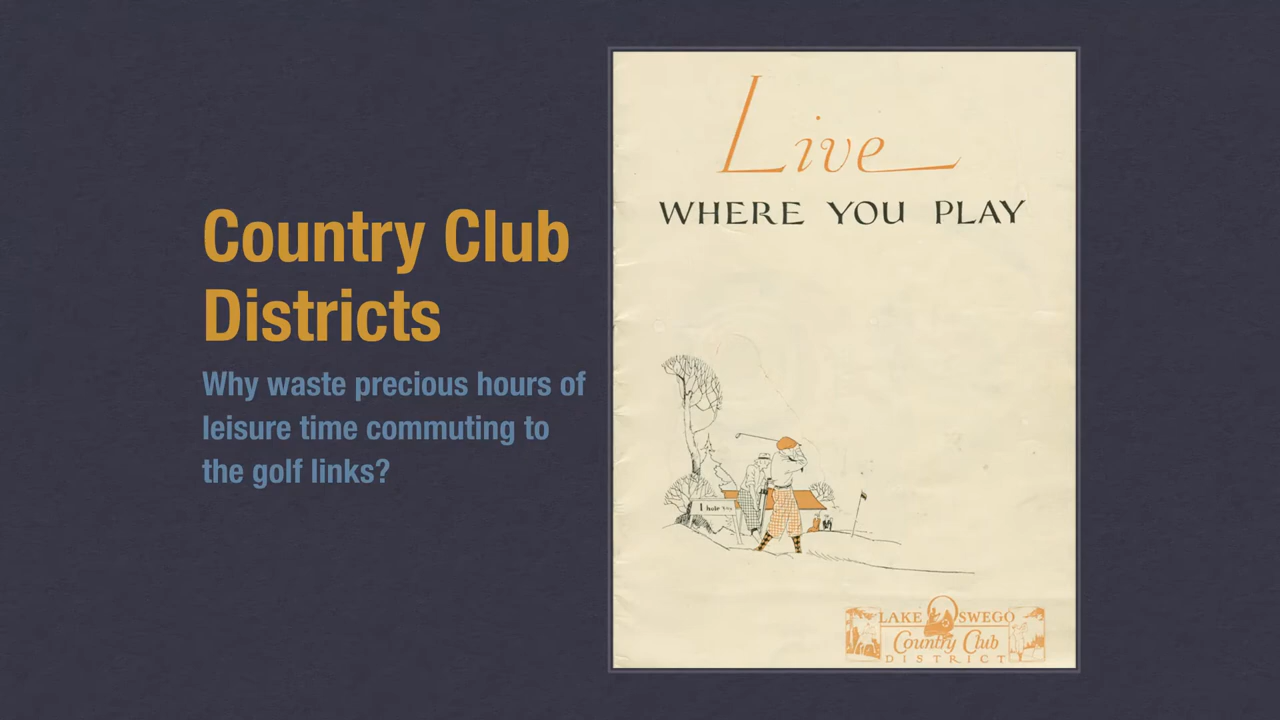 Country Club
Districts
Why waste precious hours of
leisure time commuting to
the golf links?
Live
WHERE YOU PLAY
LAKE OSWEGO
Country Club
DISTRICT